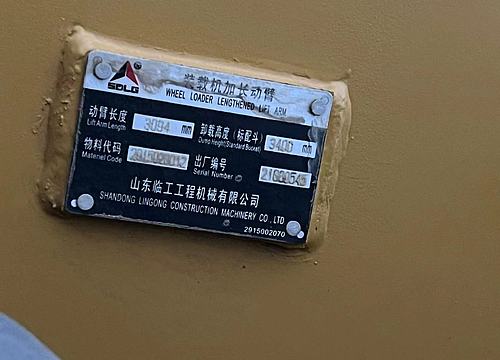 SDLG
装载机加长动臂
WHEEL LOADER LENGTHENED LIFT ARM
动臂长度 3094 mm 卸载高度（标配斗） 3400 mm
Lift Arm Length Dump Height(Standard Bucket)
物料代码 出厂编号
Materiel Code Serial Number
山东临工工程机械有限公司
SHANDONG LINGONG CONSTRUCTION MACHINERY CO.,LTD
2915002070